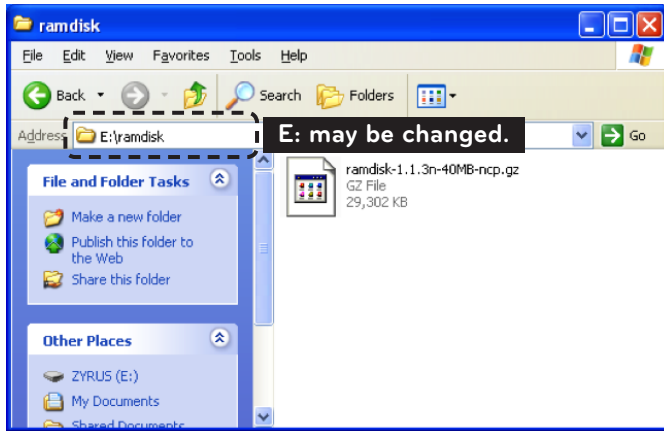 ramdisk
File Edit View Favorites Tools Help
Back Search Folders
Address E:\ramdisk E: may be changed. Go
File and Folder Tasks
Make a new folder
Publish this folder to
the Web
Share this folder
Other Places
ZYRUS (E:)
My Documents
Shared Documents
ramdisk-1.1.3n-40MB-ncp.gz
GZ File
29,302 KB